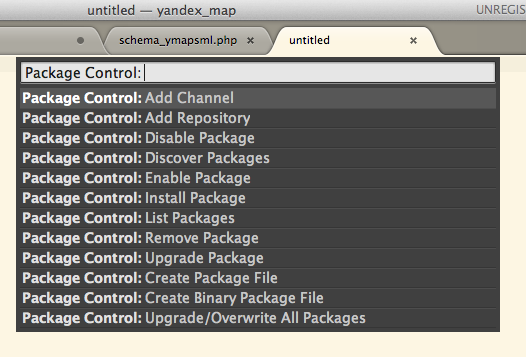 untitled — yandex_map
UNREGIS
schema_ymapsml.php
untitled
Package Control:
Package Control: Add Channel
Package Control: Add Repository
Package Control: Disable Package
Package Control: Discover Packages
Package Control: Enable Package
Package Control: Install Package
Package Control: List Packages
Package Control: Remove Package
Package Control: Upgrade Package
Package Control: Create Package File
Package Control: Create Binary Package File
Package Control: Upgrade/Overwrite All Packages